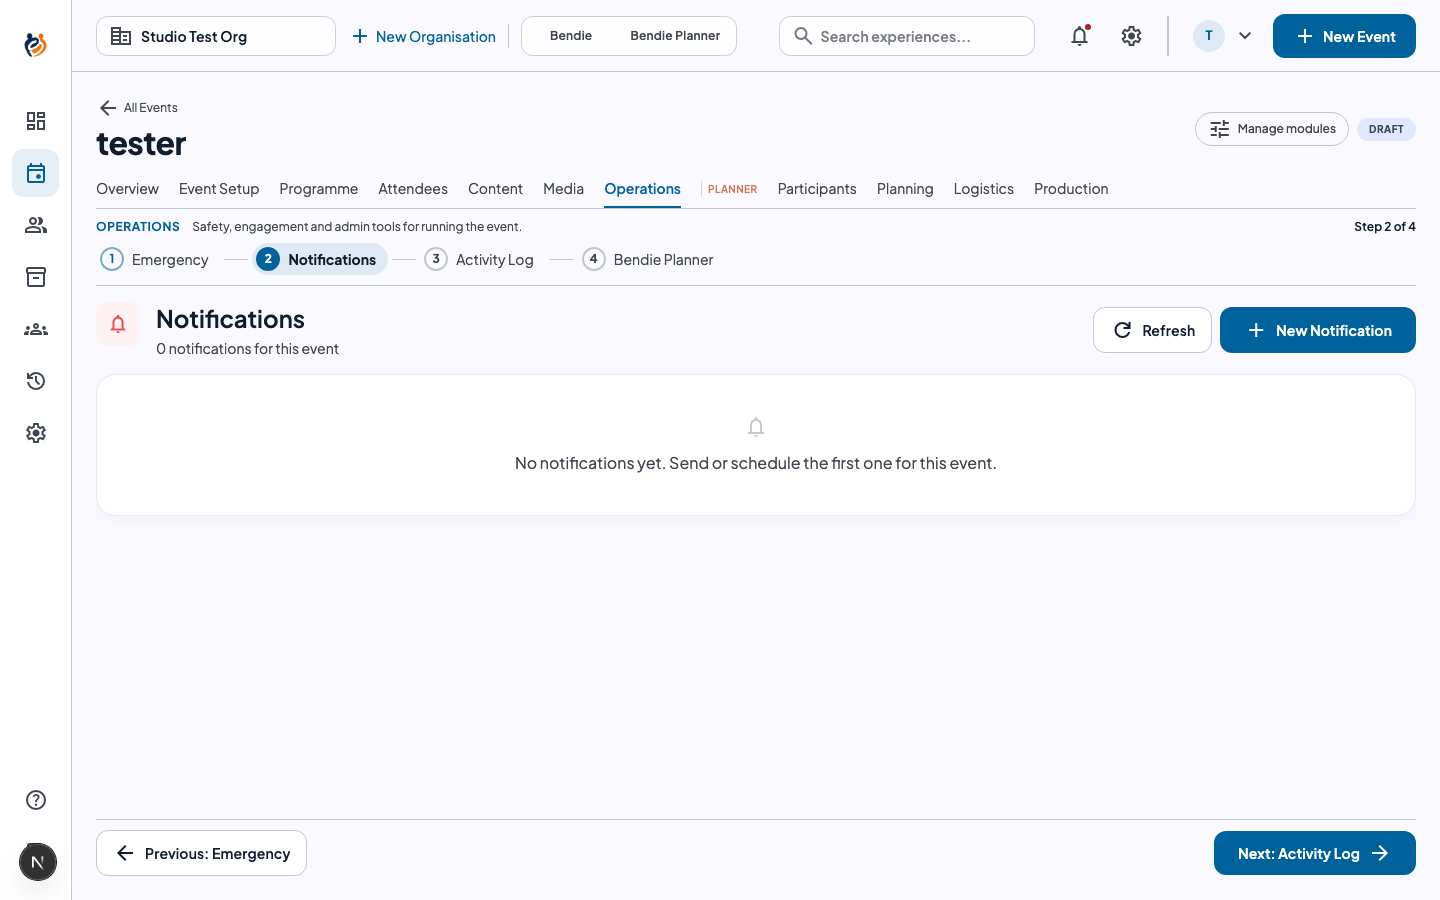 Studio Test Org
New Organisation
Bendie
Bendie Planner
Search experiences...
T
New Event
All Events
tester
Manage modules
DRAFT
Overview
Event Setup
Programme
Attendees
Content
Media
Operations
PLANNER
Participants
Planning
Logistics
Production
OPERATIONS
Safety, engagement and admin tools for running the event.
Step 2 of 4
1 Emergency
2 Notifications
3 Activity Log
4 Bendie Planner
Notifications
0 notifications for this event
Refresh
New Notification
No notifications yet. Send or schedule the first one for this event.
N
Previous: Emergency
Next: Activity Log